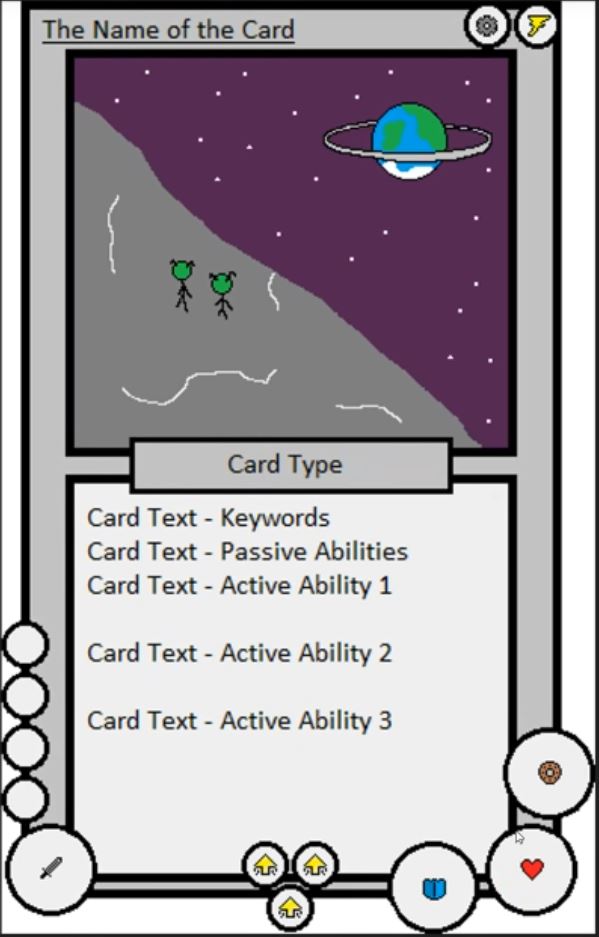 The Name of the Card
Card Type
Card Text - Keywords
Card Text - Passive Abilities
Card Text - Active Ability 1
Card Text - Active Ability 2
Card Text - Active Ability 3